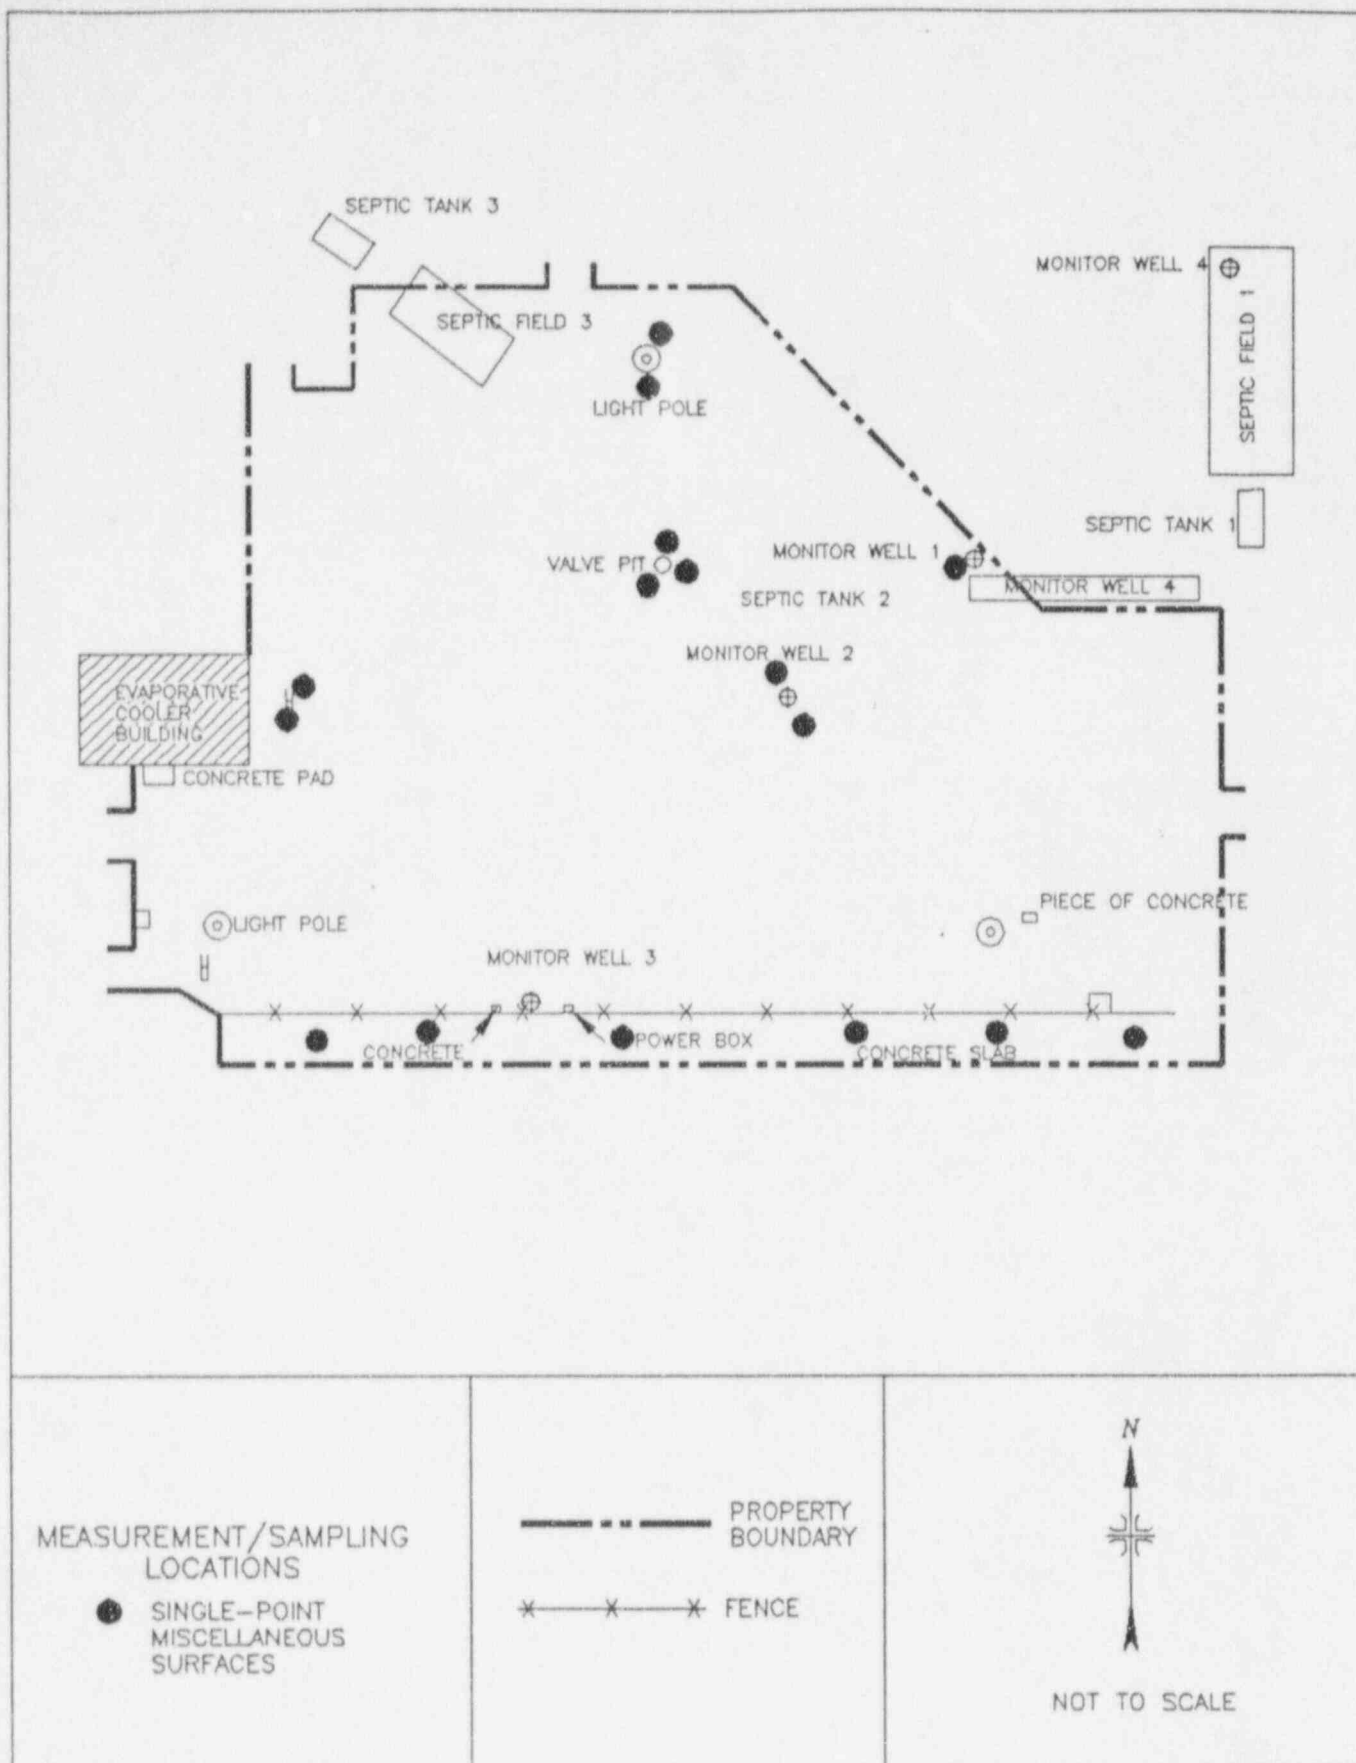 SEPTIC TANK 3
MONITOR WELL 4
SEPTIC FIELD 1
SEPTIC FIELD 3
LIGHT POLE
SEPTIC TANK 1
MONITOR WELL 1
VALVE PIT
MONITOR WELL 4
SEPTIC TANK 2
MONITOR WELL 2
EVAPORATIVE
COOLER
BUILDING
CONCRETE PAD
PIECE OF CONCRETE
LIGHT POLE
MONITOR WELL 3
CONCRETE
POWER BOX
CONCRETE SLAB
MEASUREMENT/SAMPLING
LOCATIONS
SINGLE-POINT
MISCELLANEOUS
SURFACES
PROPERTY
BOUNDARY
FENCE
N
NOT TO SCALE